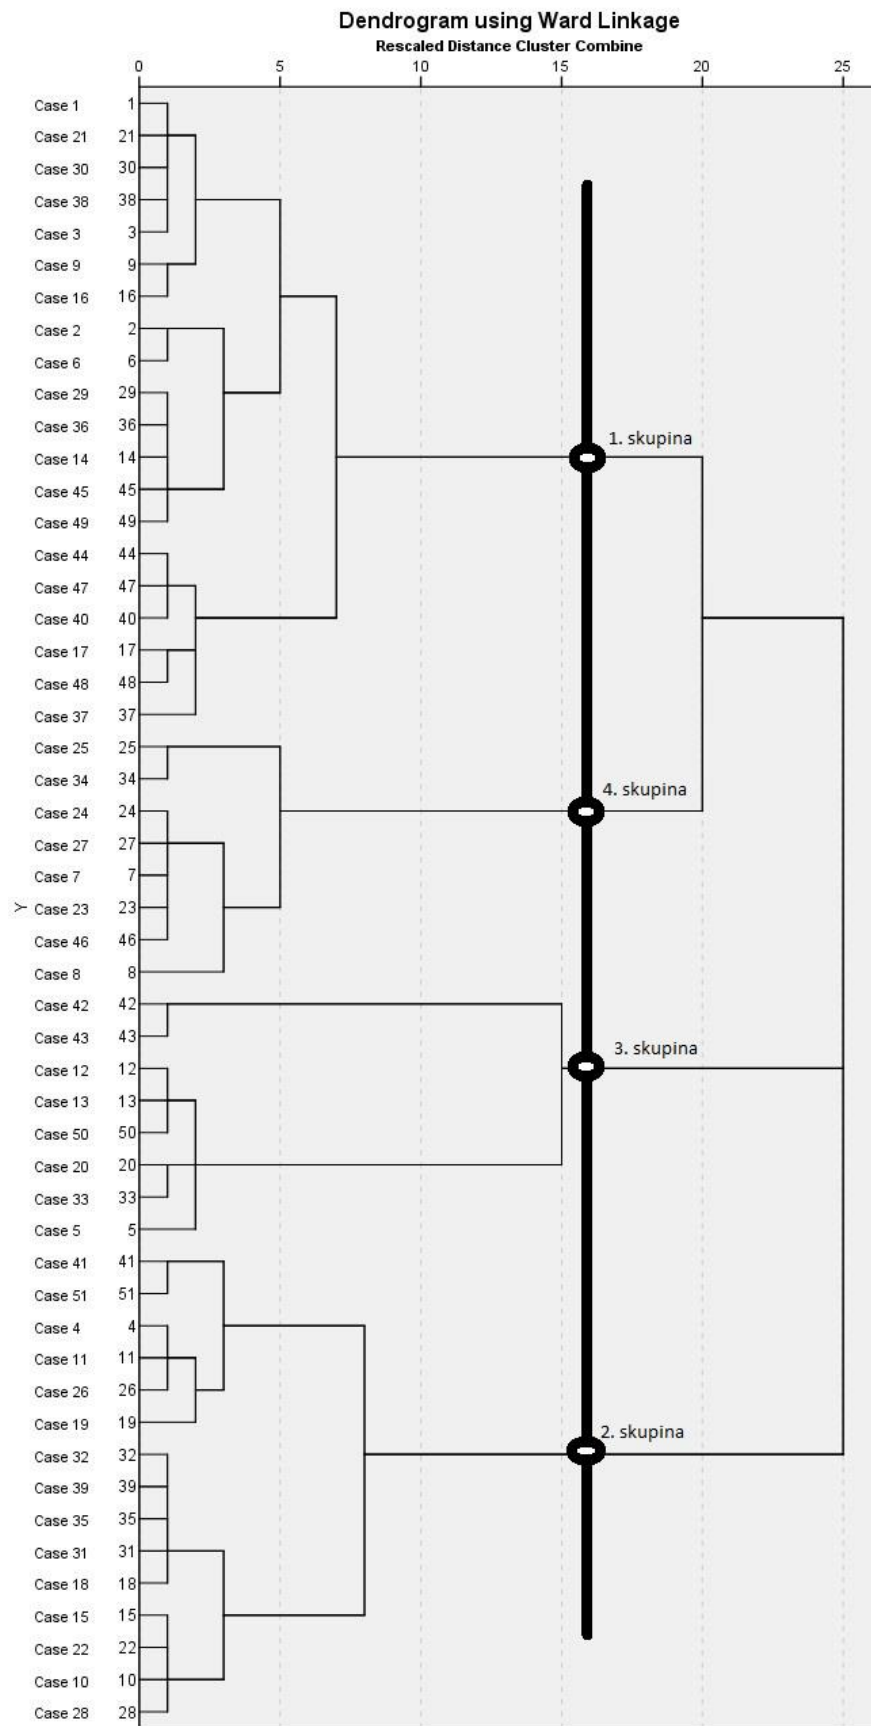 Dendrogram using Ward Linkage
Rescaled Distance Cluster Combine
0 5 10 15 20 25
Case 1 1
Case 21 21
Case 30 30
Case 38 38
Case 3 3
Case 9 9
Case 16 16
Case 2 2
Case 6 6
Case 29 29
Case 36 36
1. skupina
Case 14 14
Case 45 45
Case 49 49
Case 44 44
Case 47 47
Case 40 40
Case 17 17
Case 48 48
Case 37 37
Case 25 25
Case 34 34
4. skupina
Case 24 24
Case 27 27
Case 7 7
Y Case 23 23
Case 46 46
Case 8 8
Case 42 42
Case 43 43
3. skupina
Case 12 12
Case 13 13
Case 50 50
Case 20 20
Case 33 33
Case 5 5
Case 41 41
Case 51 51
Case 4 4
Case 11 11
Case 26 26
Case 19 19
2. skupina
Case 32 32
Case 39 39
Case 35 35
Case 31 31
Case 18 18
Case 15 15
Case 22 22
Case 10 10
Case 28 28